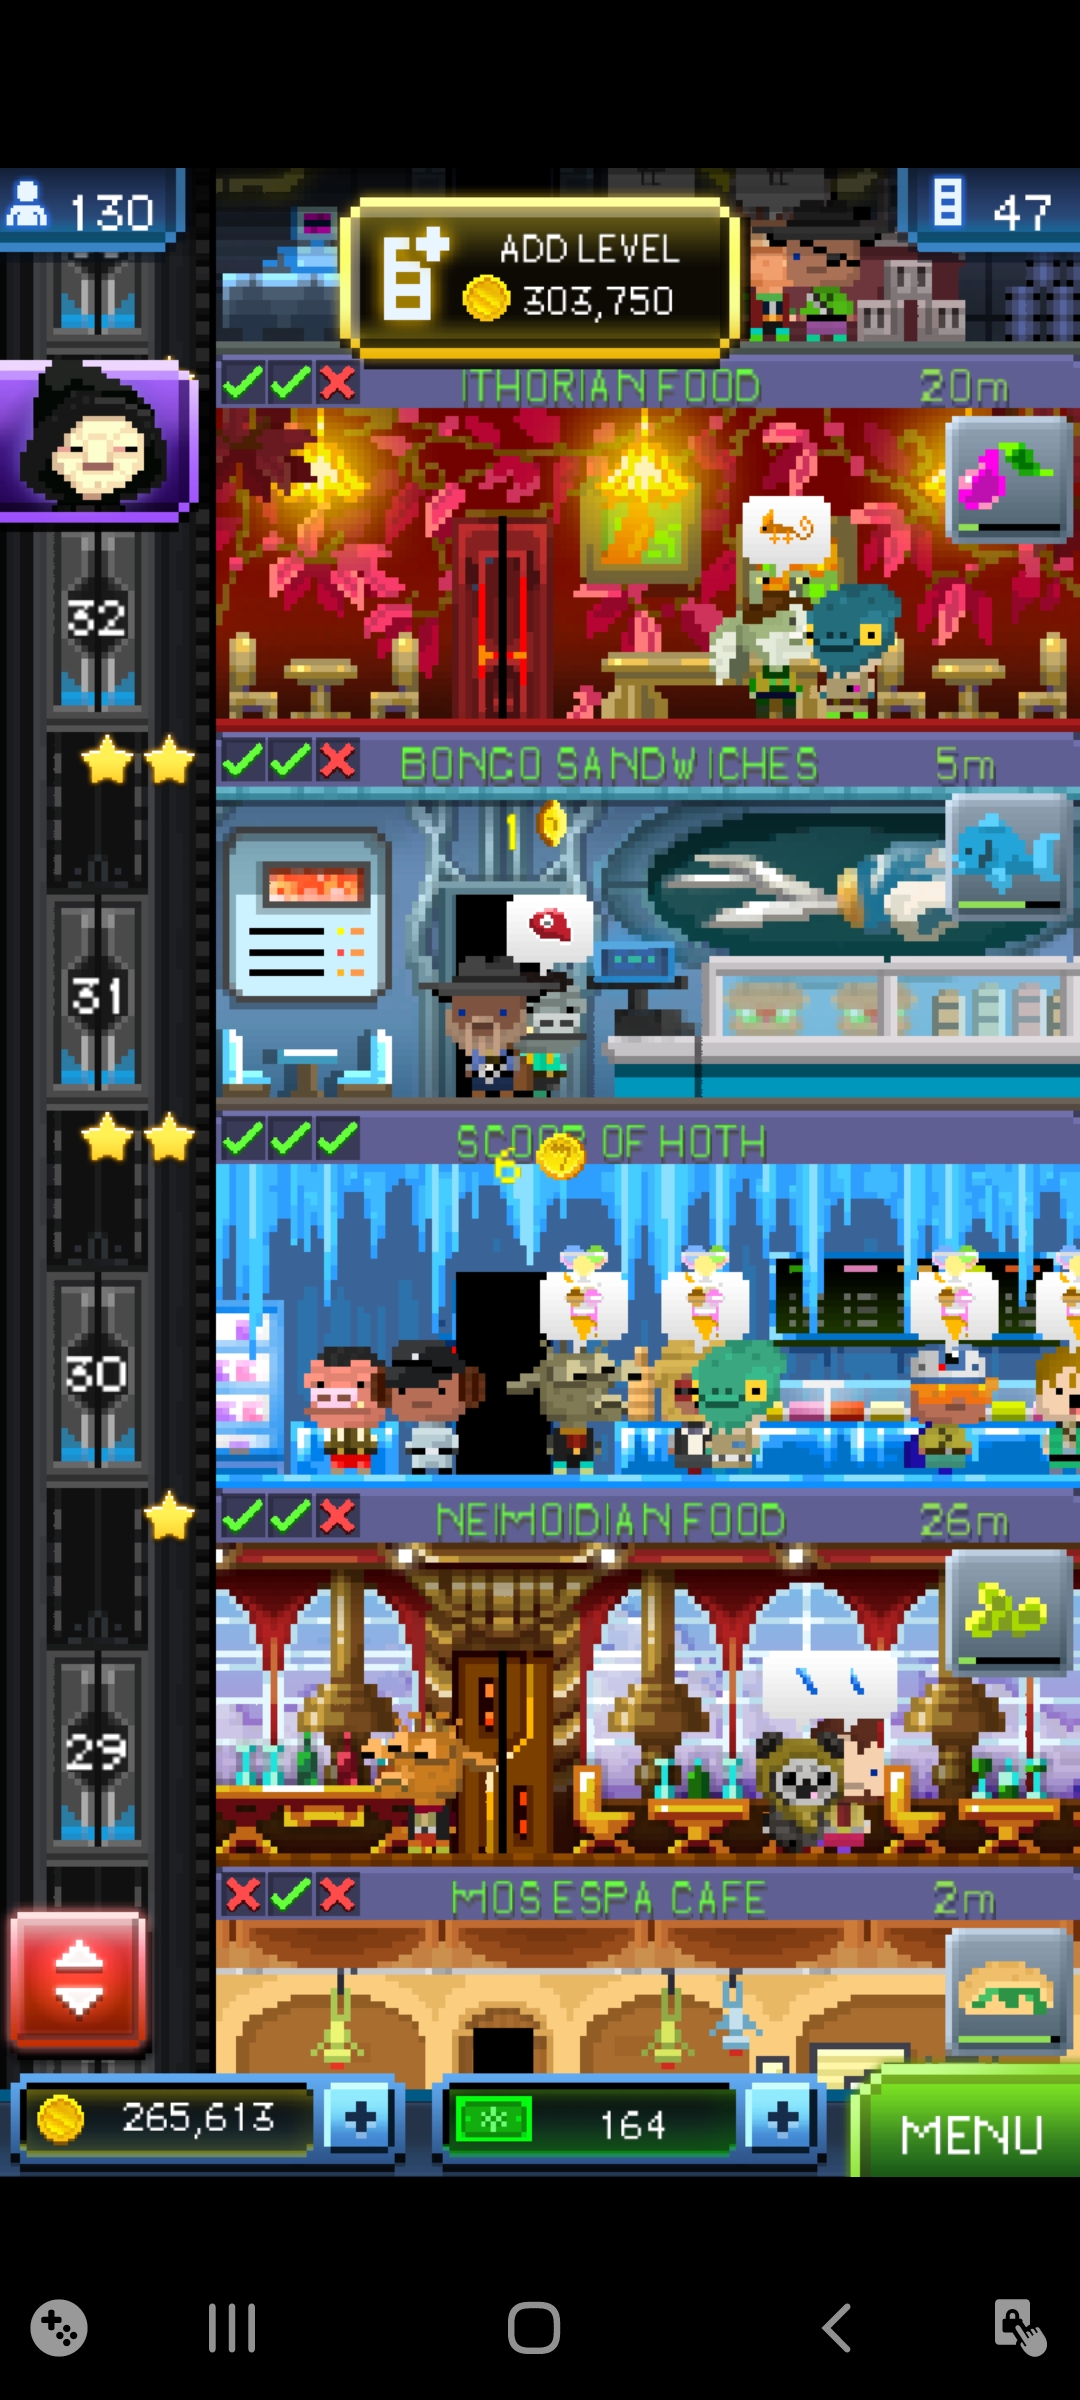 130
ADD LEVEL
303,750
47
ITHORIAN FOOD 20m
32
BONGO SANDWICHES 5m
1
31
SCOOP OF HOTH
6
30
NEIMOIDIAN FOOD 26m
29
MOS ESPA CAFE 2m
265,613
164
MENU